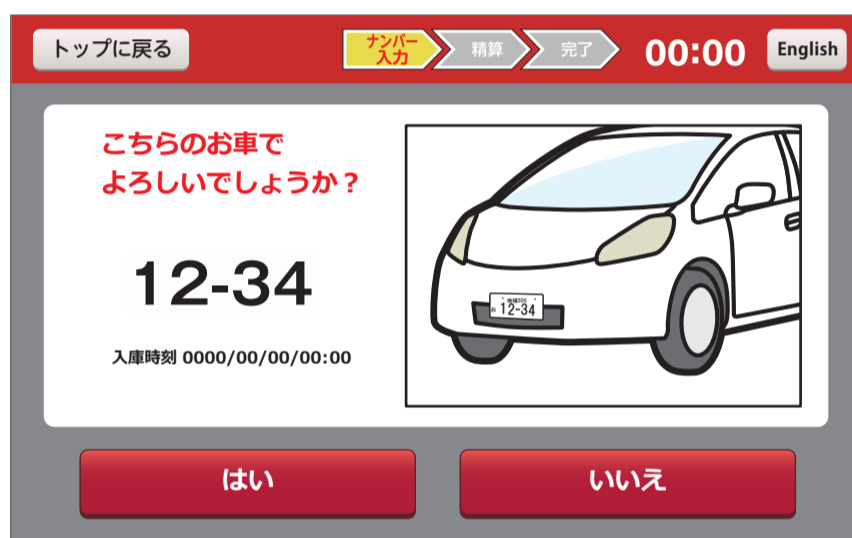 トップに戻る
ナンバー
入力
精算
完了
00:00
English
こちらのお車で
よろしいでしょうか？
12-34
入庫時刻 0000/00/00/00:00
12-34
はい
いいえ